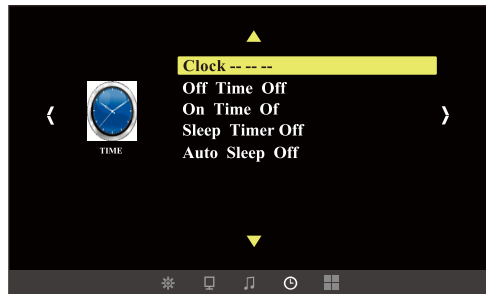 Clock -- -- --
Off Time Off
On Time Of
Sleep Timer Off
Auto Sleep Off
TIME